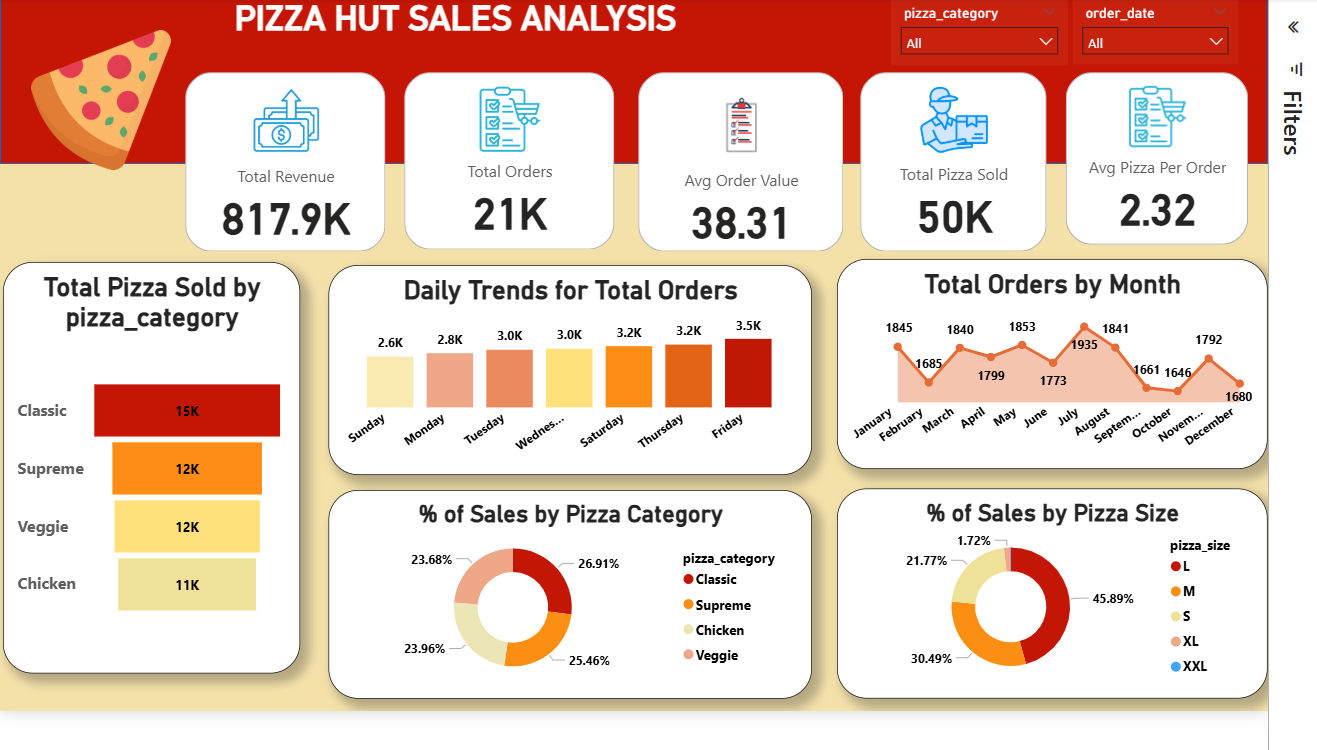 PIZZA HUT SALES ANALYSIS
pizza_category
All
order_date
All
Filters
Total Revenue
817.9K
Total Orders
21K
Avg Order Value
38.31
Total Pizza Sold
50K
Avg Pizza Per Order
2.32
Total Pizza Sold by
pizza_category
Classic 15K
Supreme 12K
Veggie 12K
Chicken 11K
Daily Trends for Total Orders
2.6K 2.8K 3.0K 3.0K 3.2K 3.2K 3.5K
Sunday Monday Tuesday Wednes... Saturday Thursday Friday
Total Orders by Month
1845 1685 1840 1799 1853 1773 1935 1841 1661 1646 1792 1680
January February March April May June July August Septem... October Novem... December
% of Sales by Pizza Category
23.68% 26.91%
23.96% 25.46%
pizza_category
Classic
Supreme
Chicken
Veggie
% of Sales by Pizza Size
1.72%
21.77%
45.89%
30.49%
pizza_size
L
M
S
XL
XXL